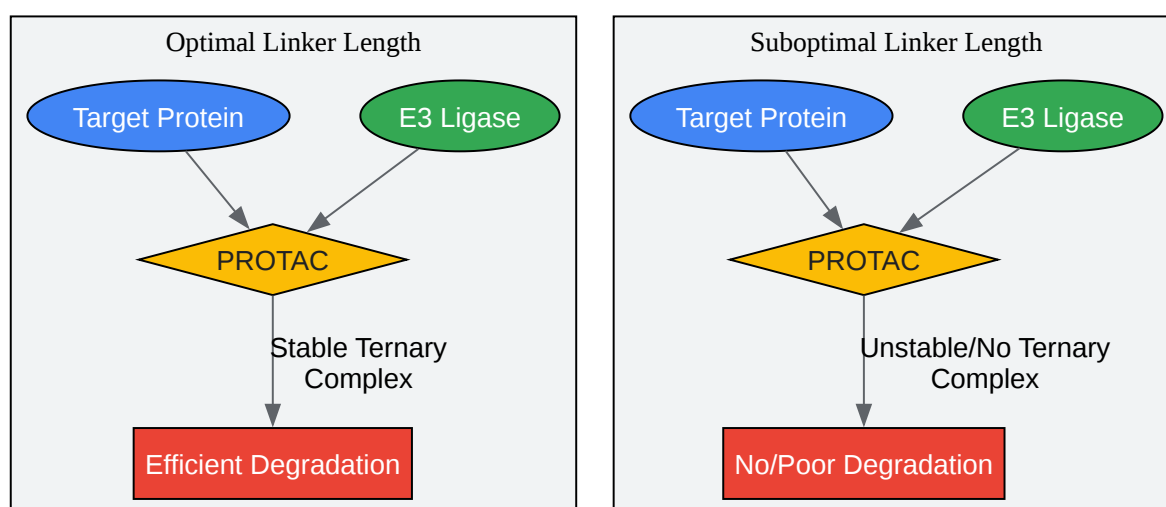 Optimal Linker Length
Target Protein
E3 Ligase
PROTAC
Stable Ternary
Complex
Efficient Degradation
Suboptimal Linker Length
Target Protein
E3 Ligase
PROTAC
Unstable/No Ternary
Complex
No/Poor Degradation